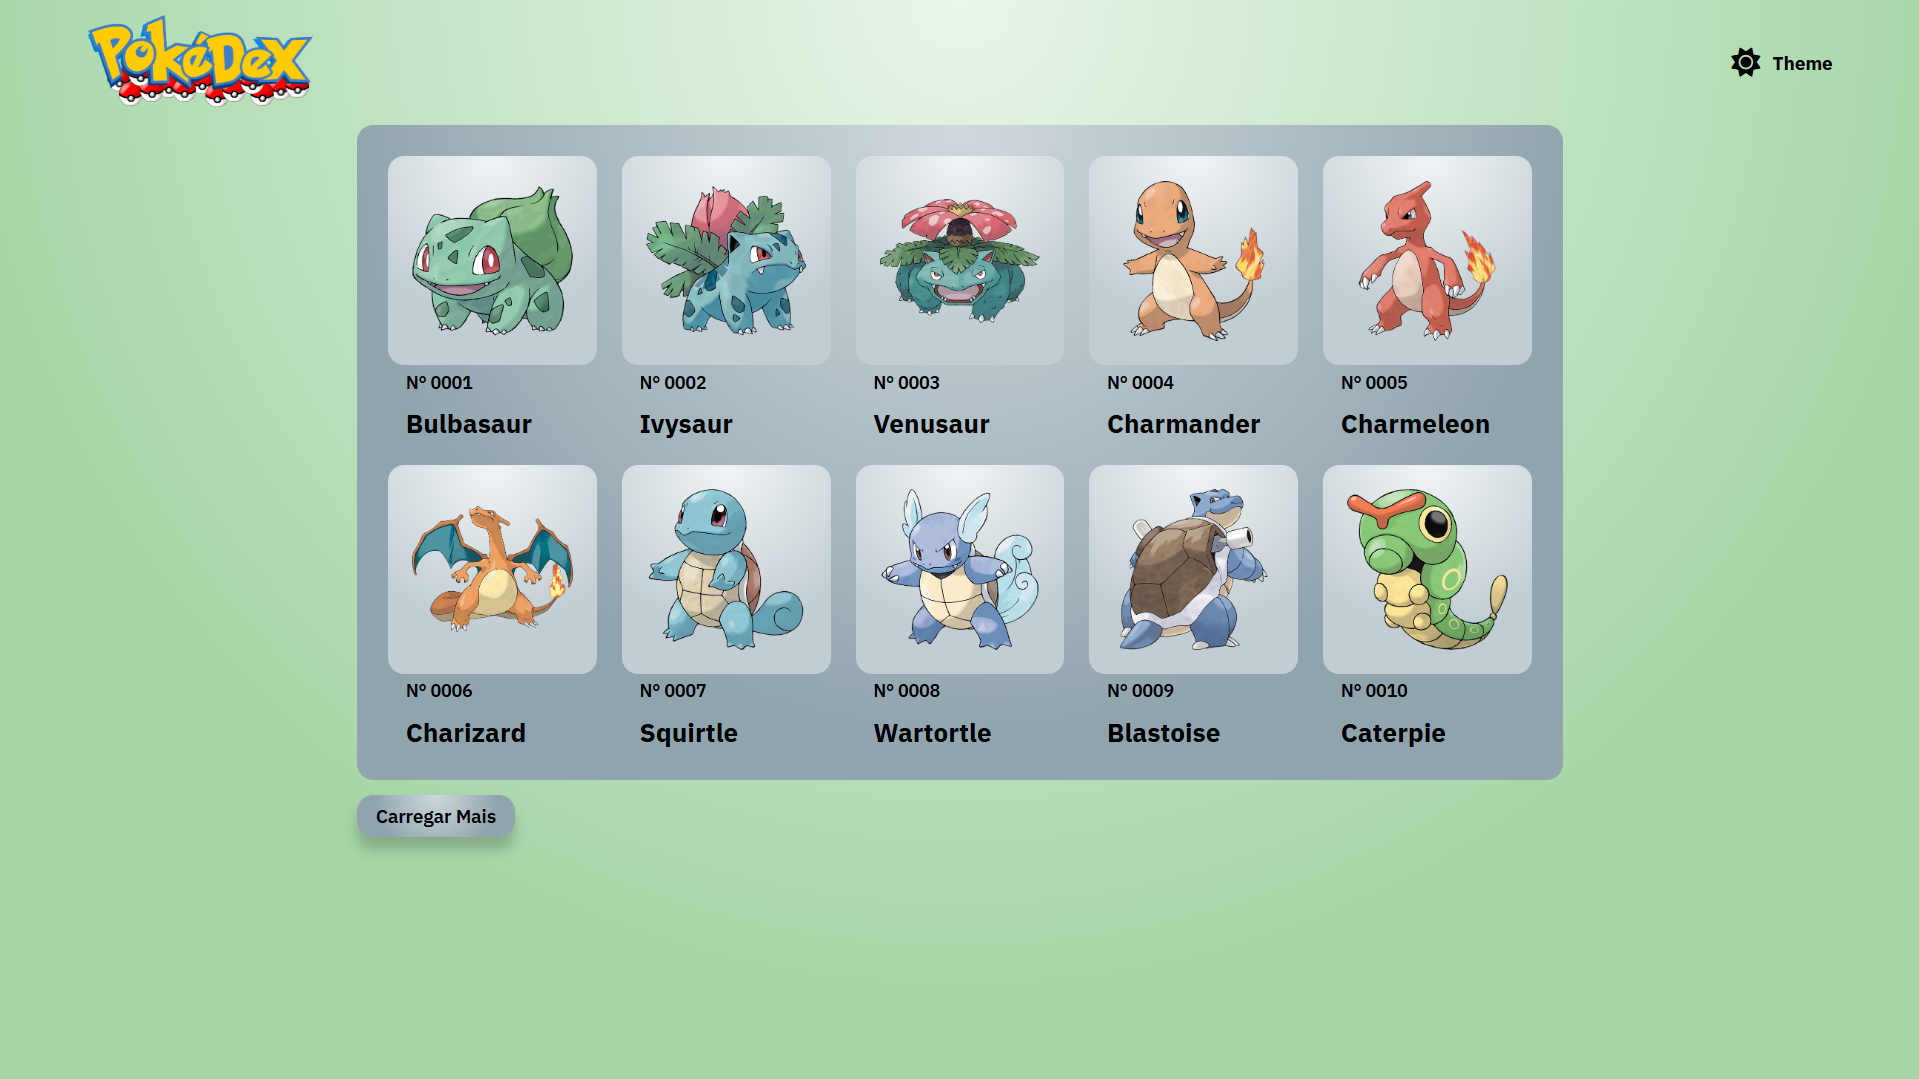 PokéDex
Theme
Nº 0001
Bulbasaur
Nº 0002
Ivysaur
Nº 0003
Venusaur
Nº 0004
Charmander
Nº 0005
Charmeleon
Nº 0006
Charizard
Nº 0007
Squirtle
Nº 0008
Wartortle
Nº 0009
Blastoise
Nº 0010
Caterpie
Carregar Mais